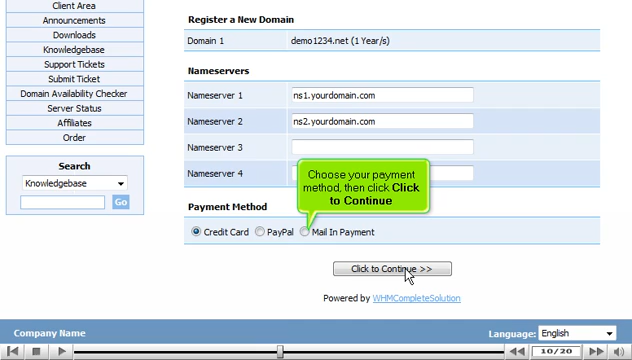 Client Area
Announcements
Downloads
Knowledgebase
Support Tickets
Submit Ticket
Domain Availability Checker
Server Status
Affiliates
Order
Search
Knowledgebase
Go
Register a New Domain
Domain 1 demo1234.net (1 Year/s)
Nameservers
Nameserver 1 ns1.yourdomain.com
Nameserver 2 ns2.yourdomain.com
Nameserver 3
Nameserver 4
Choose your payment
method, then click Click
to Continue
Payment Method
Credit Card PayPal Mail In Payment
Click to Continue >>
Powered by WHMCompleteSolution
Company Name Language: English
10/20